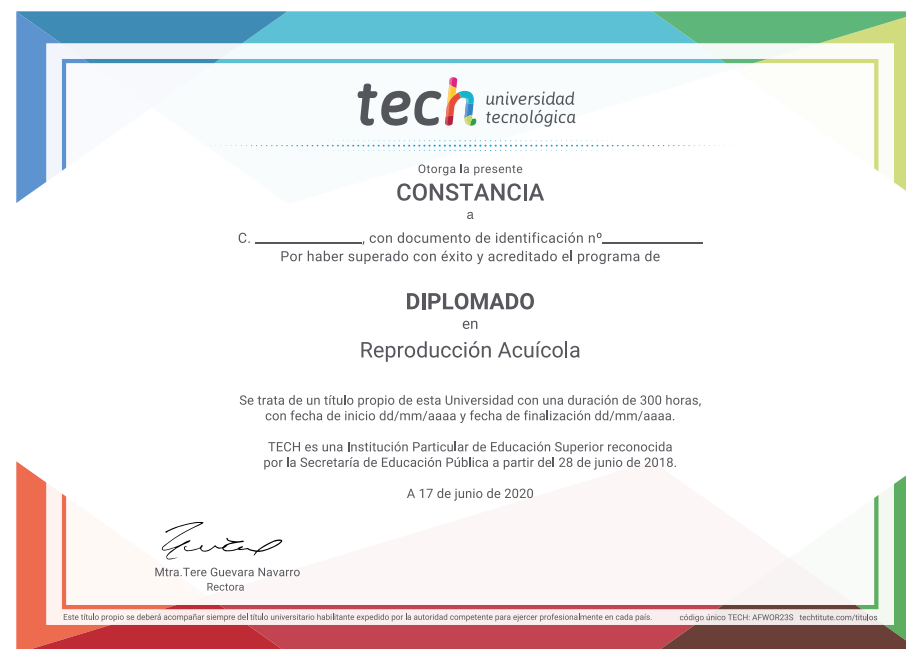 tech universidad
tecnológica
Otorga la presente
CONSTANCIA
a
C. ____________, con documento de identificación nº____________
Por haber superado con éxito y acreditado el programa de
DIPLOMADO
en
Reproducción Acuícola
Se trata de un título propio de esta Universidad con una duración de 300 horas,
con fecha de inicio dd/mm/aaaa y fecha de finalización dd/mm/aaaa.
TECH es una Institución Particular de Educación Superior reconocida
por la Secretaría de Educación Pública a partir del 28 de junio de 2018.
A 17 de junio de 2020
Mtra.Tere Guevara Navarro
Rectora
Este título propio se deberá acompañar siempre del título universitario habilitante expedido por la autoridad competente para ejercer profesionalmente en cada país. código único TECH: AFWOR23S techtitute.com/titulos